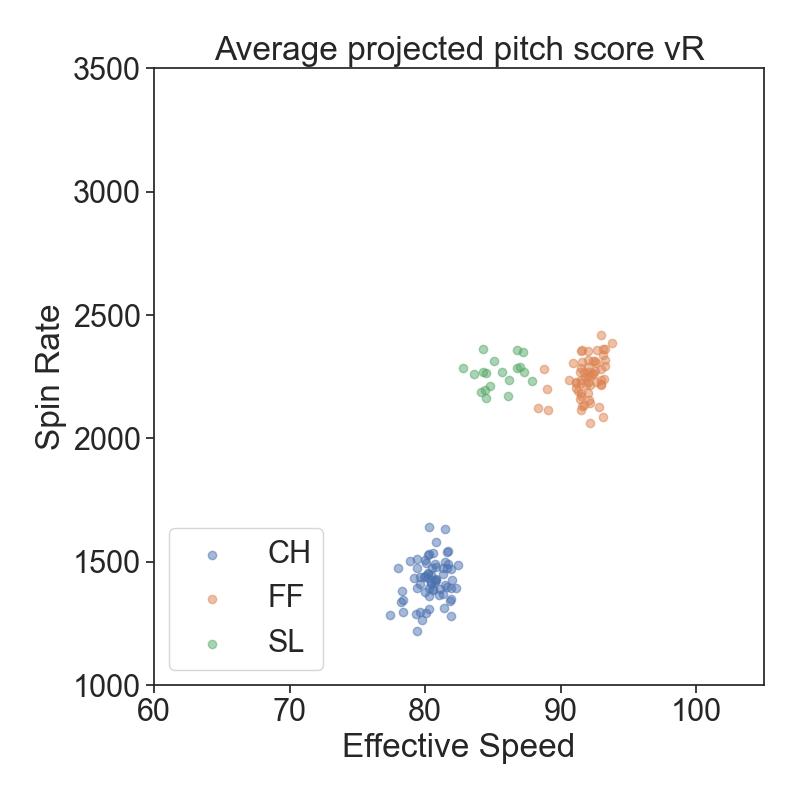 Average projected pitch score vR
3500
3000
2500
2000
1500
1000
Spin Rate
CH
FF
SL
60 70 80 90 100
Effective Speed